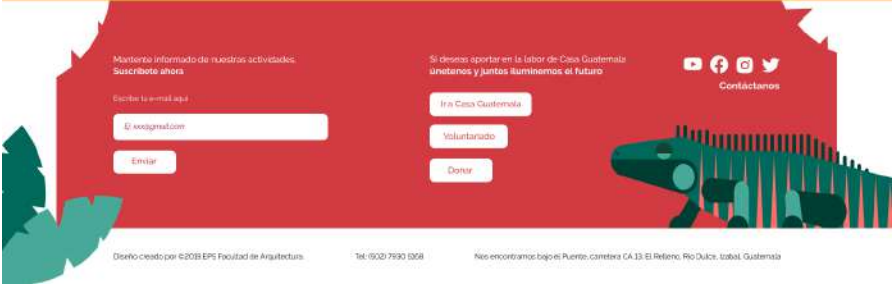 Mantente informado de nuestras actividades,
Suscribete ahora
Escribe tu e-mail aquí
Ej: xxx@gmail.com
Enviar
Si deseas aportar en la labor de Casa Guatemala
únetenos y juntos iluminemos el futuro
Ir a Casa Guatemala
Voluntariado
Donar
Contáctanos
Diseño creado por ©2019 EPS Facultad de Arquitectura.
Tel: (502) 7930 5168
Nos encontramos bajo el Puente, carretera CA 13. El Relleno, Rio Dulce, Izabal, Guatemala